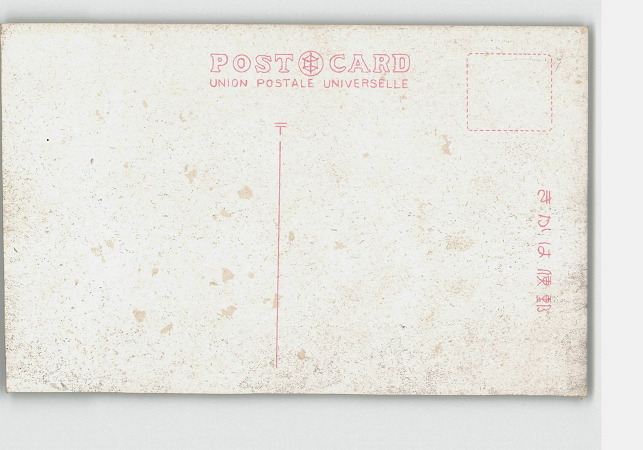 POST CARD
UNION POSTALE UNIVERSELLE
郵便はかき